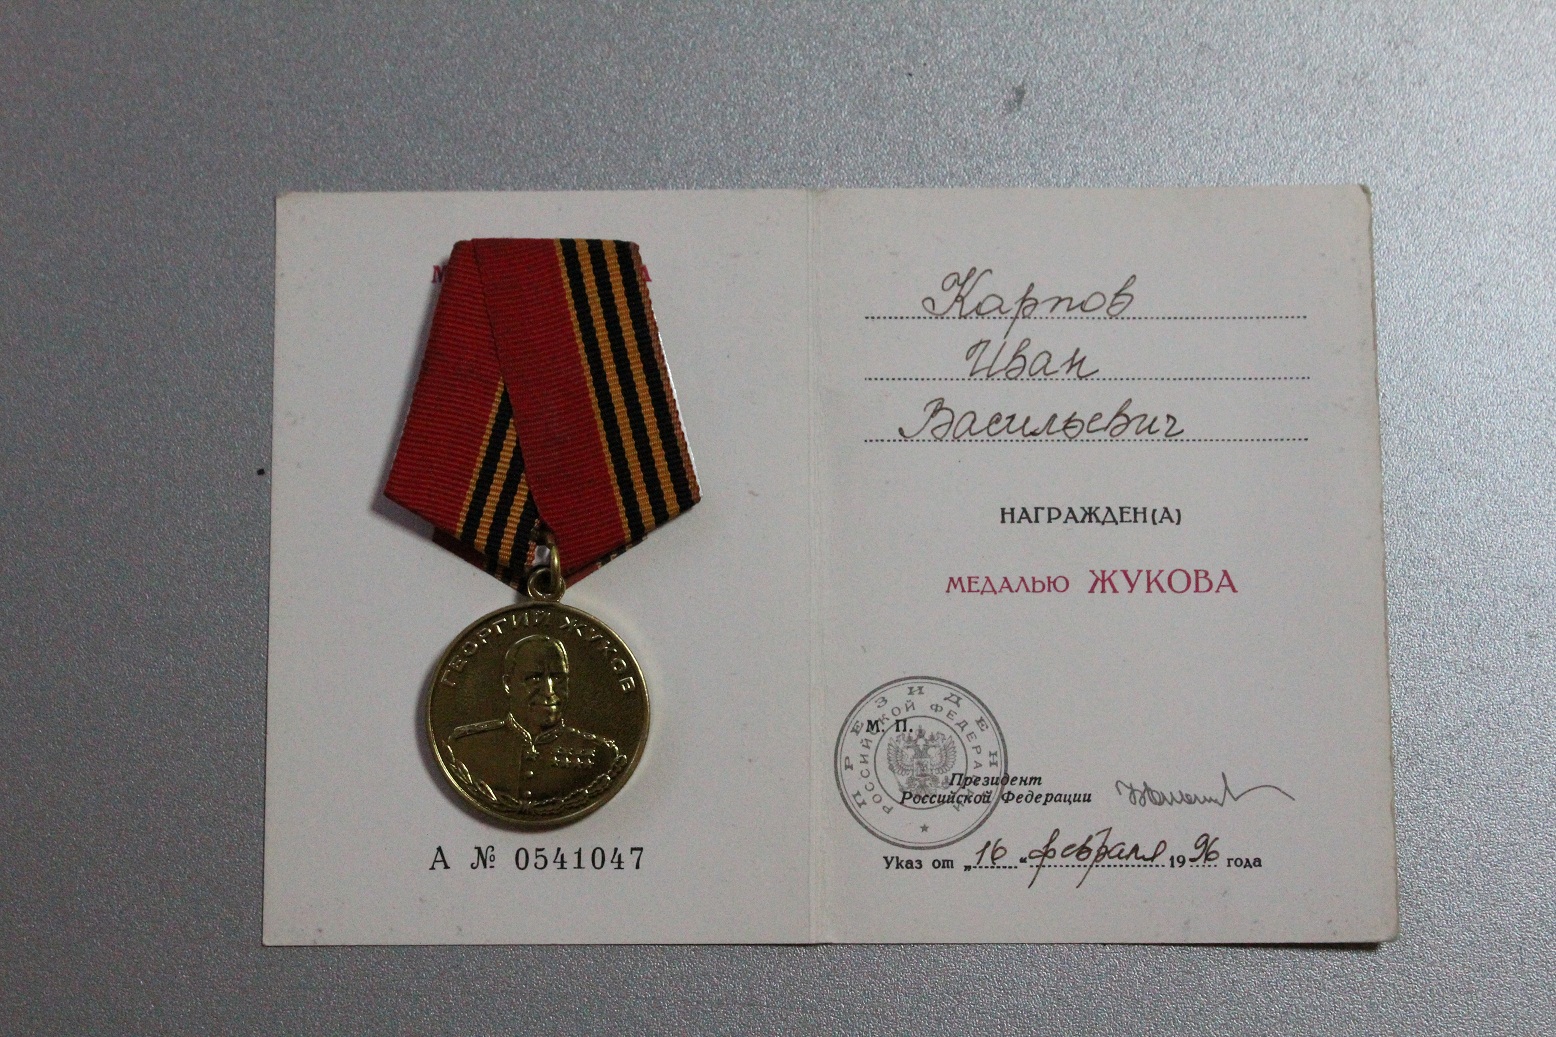 ГЕОРГИЙ ЖУКОВ
А № 0541047
Карпов
Иван
Васильевич
НАГРАЖДЕН(А)
МЕДАЛЬЮ ЖУКОВА
ПРЕЗИДЕНТ
РОССИЙСКОЙ ФЕДЕРАЦИИ
М. П.
Президент
Российской Федерации
Указ от „16“ февраля 1996 года